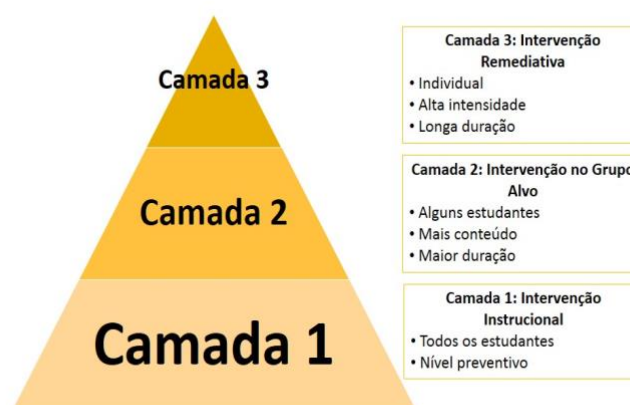 Camada 3
Camada 2
Camada 1
Camada 3: Intervenção
Remediativa
• Individual
• Alta intensidade
• Longa duração
Camada 2: Intervenção no Grupo
Alvo
• Alguns estudantes
• Mais conteúdo
• Maior duração
Camada 1: Intervenção
Instrucional
• Todos os estudantes
• Nível preventivo